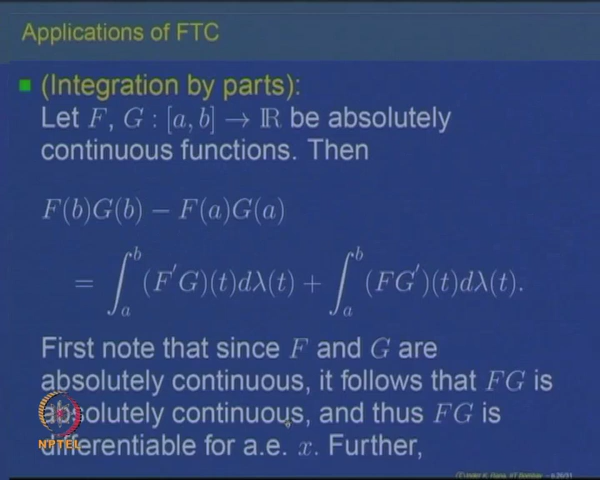 Applications of FTC
(Integration by parts):
Let F, G : [a, b] → ℝ be absolutely
continuous functions. Then
F(b)G(b) − F(a)G(a)
= ∫_a^b (F′G)(t)dλ(t) + ∫_a^b (FG′)(t)dλ(t).
First note that since F and G are
absolutely continuous, it follows that FG is
absolutely continuous, and thus FG is
differentiable for a.e. x. Further,
NPTEL